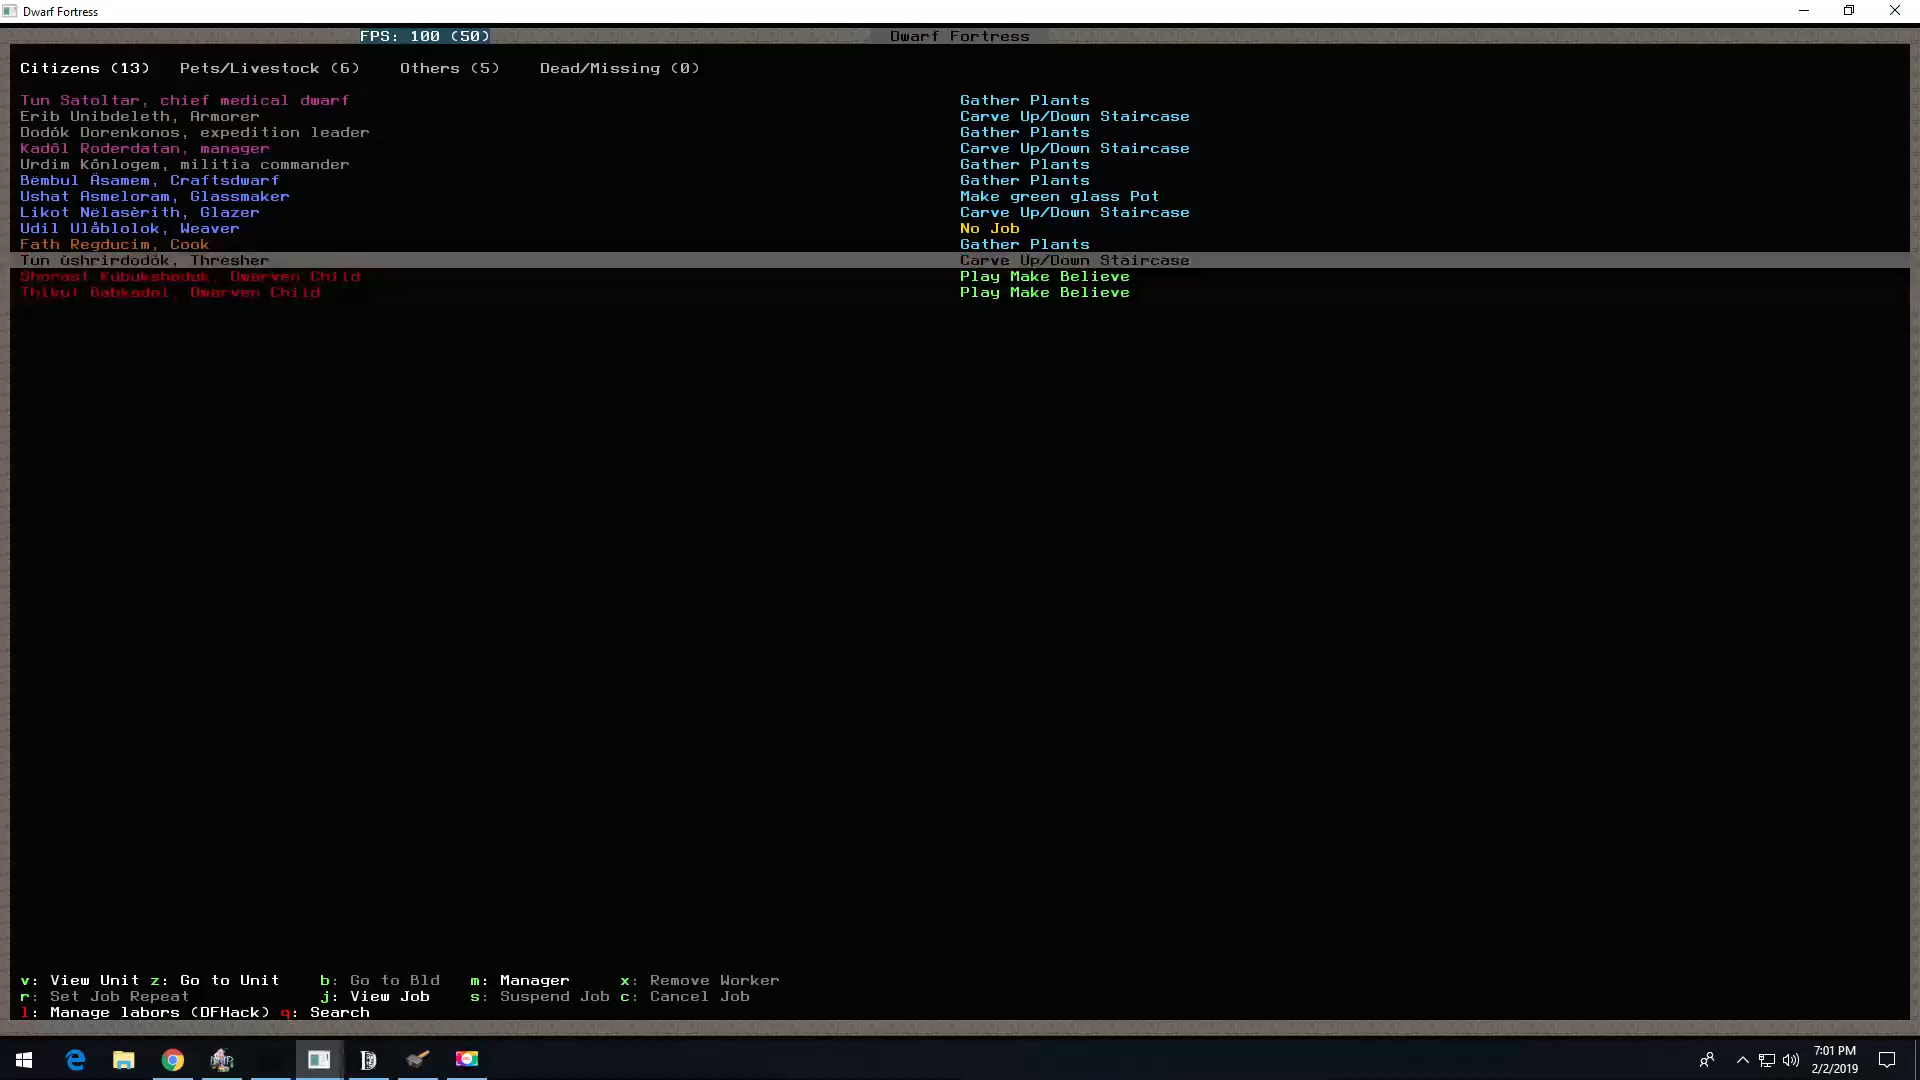 Dwarf Fortress
FPS: 100 (50) Dwarf Fortress
Citizens (13) Pets/Livestock (6) Others (5) Dead/Missing (0)
Tun Satoltar, chief medical dwarf Gather Plants
Erib Unibdeleth, Armorer Carve Up/Down Staircase
Dodók Dorenkonos, expedition leader Gather Plants
Kadôl Roderdatan, manager Carve Up/Down Staircase
Urdim Kônlogem, militia commander Gather Plants
Bëmbul Äsamem, Craftsdwarf Gather Plants
Ushat Asmeloram, Glassmaker Make green glass Pot
Likot Nëlasèrith, Glazer Carve Up/Down Staircase
Udil Ulåblolok, Weaver No Job
Fath Regducim, Cook Gather Plants
Tun Thresher Carve Up/Down Staircase
Dwarven Child Play Make Believe
Dwarven Child Play Make Believe
v: View Unit z: Go to Unit b: Go to Bld m: Manager x: Remove Worker
r: Set Job Repeat j: View Job s: Suspend Job c: Cancel Job
l: Manage labors (DFHack) q: Search
7:01 PM
2/2/2019